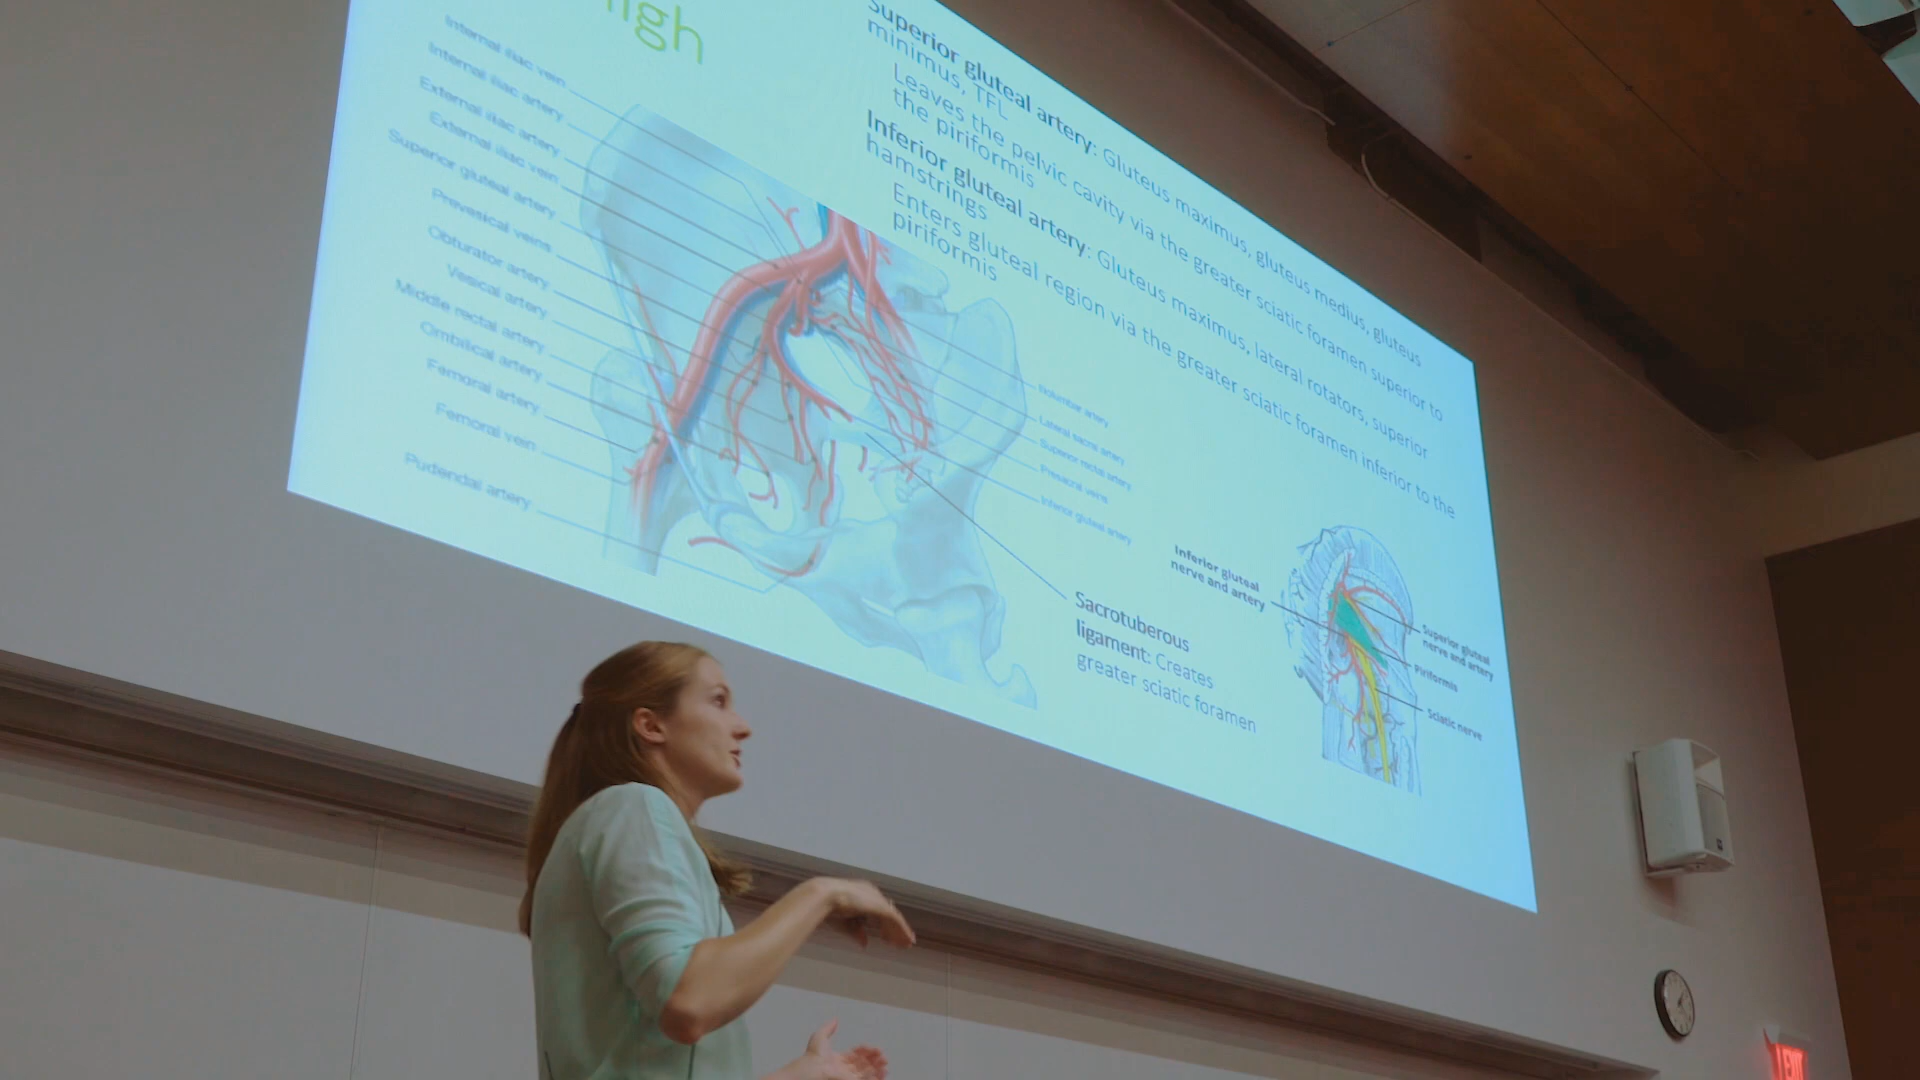 igh
Superior gluteal artery: Gluteus maximus, gluteus medius, gluteus
minimus, TFL
Leaves the pelvic cavity via the greater sciatic foramen superior to
the piriformis
Inferior gluteal artery: Gluteus maximus, lateral rotators, superior
hamstrings
Enters gluteal region via the greater sciatic foramen inferior to the
piriformis
Internal iliac vein
Internal iliac artery
External iliac artery
External iliac vein
Superior gluteal artery
Prevesical veins
Obturator artery
Vesical artery
Middle rectal artery
Ombilical artery
Femoral artery
Femoral vein
Pudendal artery
Lateral sacral artery
Superior rectal artery
Presacral veins
Inferior gluteal artery
Sacrotuberous
ligament: Creates
greater sciatic foramen
Inferior gluteal
nerve and artery
Superior gluteal
nerve and artery
Piriformis
Sciatic nerve
EXIT